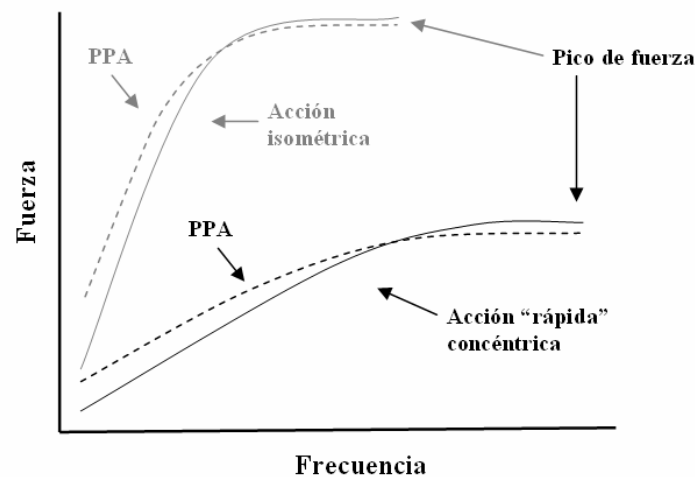 PPA
Pico de fuerza
Acción
isométrica
Fuerza
PPA
Acción “rápida”
concéntrica
Frecuencia